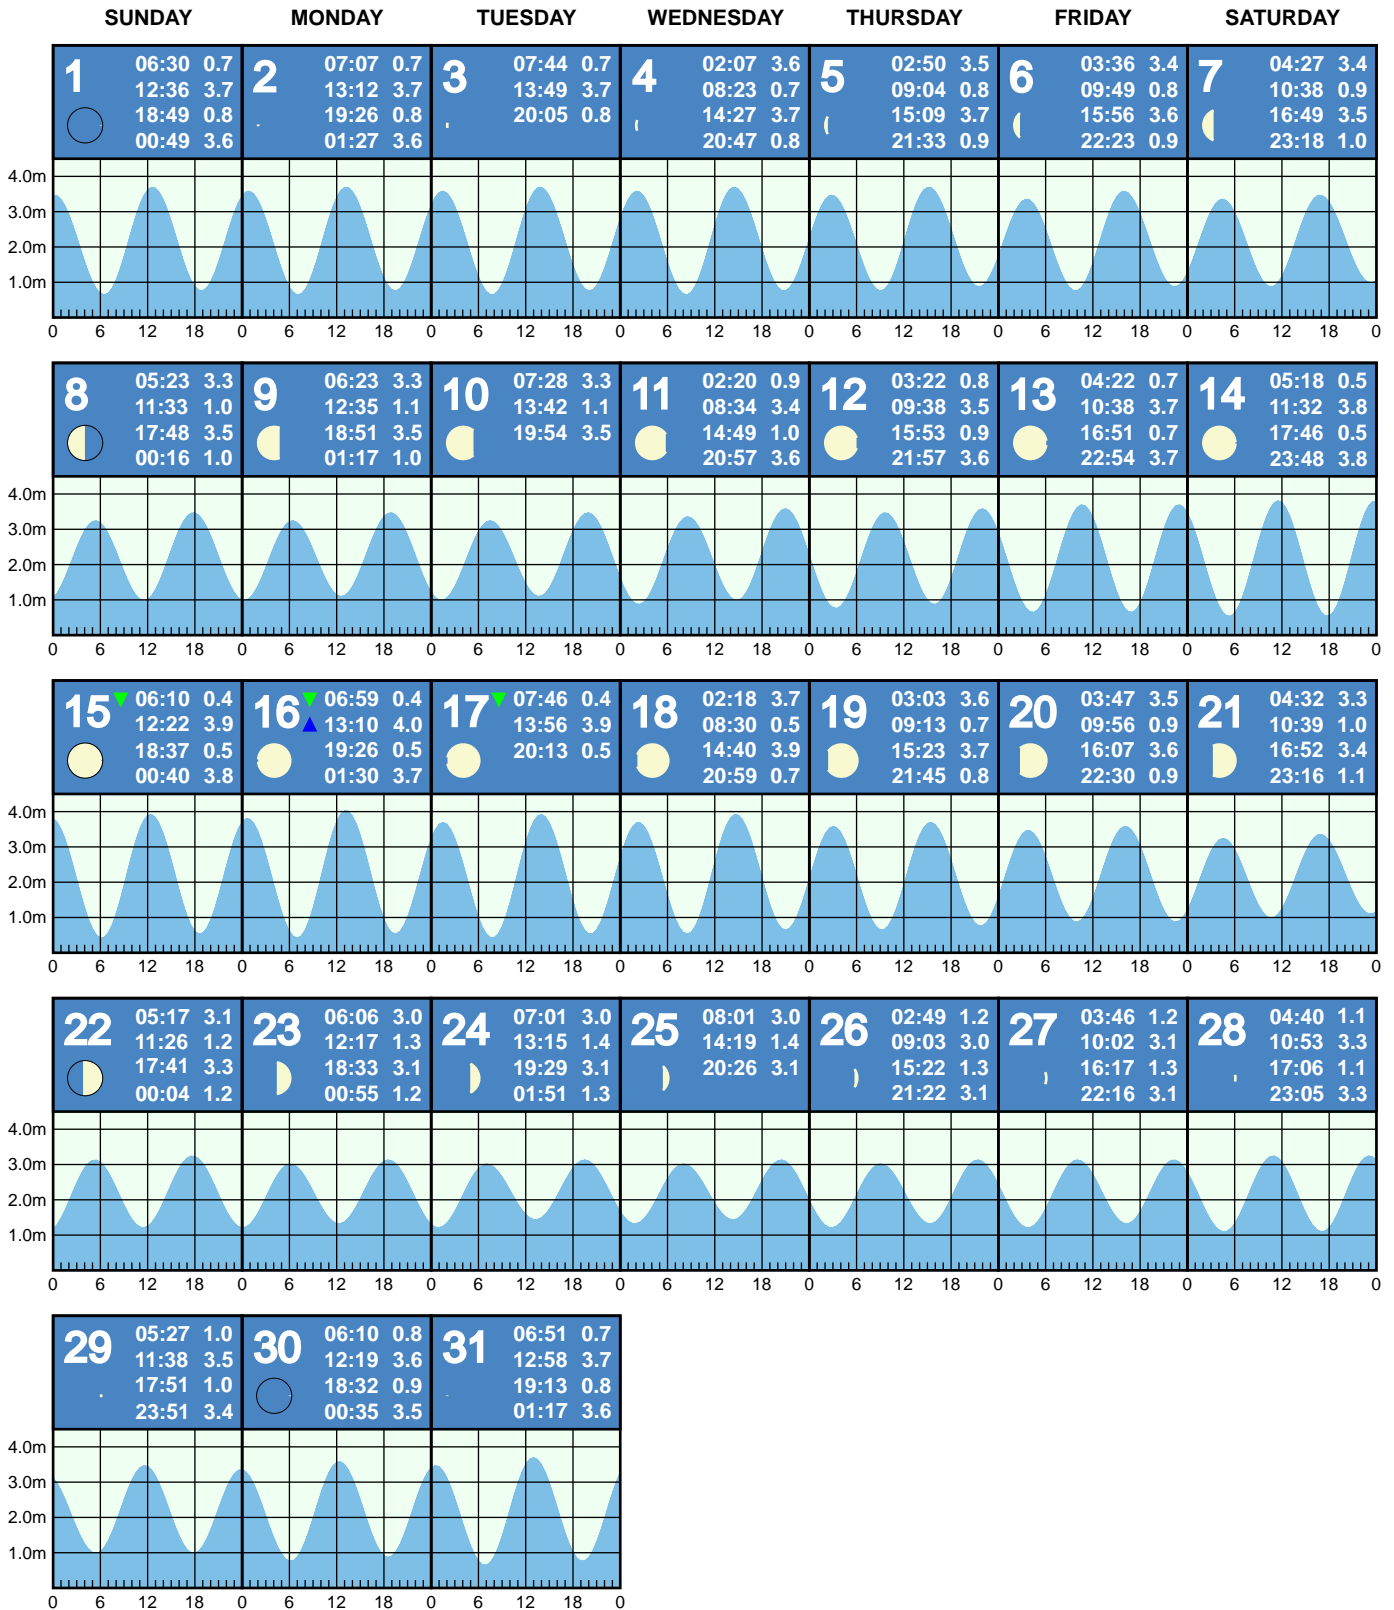 SUNDAY MONDAY TUESDAY WEDNESDAY THURSDAY FRIDAY SATURDAY
1 06:30 0.7
12:36 3.7
18:49 0.8
00:49 3.6
2 07:07 0.7
13:12 3.7
19:26 0.8
01:27 3.6
3 07:44 0.7
13:49 3.7
20:05 0.8
4 02:07 3.6
08:23 0.7
14:27 3.7
20:47 0.8
5 02:50 3.5
09:04 0.8
15:09 3.7
21:33 0.9
6 03:36 3.4
09:49 0.8
15:56 3.6
22:23 0.9
7 04:27 3.4
10:38 0.9
16:49 3.5
23:18 1.0
4.0m
3.0m
2.0m
1.0m
0 6 12 18 0 6 12 18 0 6 12 18 0 6 12 18 0 6 12 18 0 6 12 18 0 6 12 18 0
8 05:23 3.3
11:33 1.0
17:48 3.5
00:16 1.0
9 06:23 3.3
12:35 1.1
18:51 3.5
01:17 1.0
10 07:28 3.3
13:42 1.1
19:54 3.5
11 02:20 0.9
08:34 3.4
14:49 1.0
20:57 3.6
12 03:22 0.8
09:38 3.5
15:53 0.9
21:57 3.6
13 04:22 0.7
10:38 3.7
16:51 0.7
22:54 3.7
14 05:18 0.5
11:32 3.8
17:46 0.5
23:48 3.8
4.0m
3.0m
2.0m
1.0m
0 6 12 18 0 6 12 18 0 6 12 18 0 6 12 18 0 6 12 18 0 6 12 18 0 6 12 18 0
15 06:10 0.4
12:22 3.9
18:37 0.5
00:40 3.8
16 06:59 0.4
13:10 4.0
19:26 0.5
01:30 3.7
17 07:46 0.4
13:56 3.9
20:13 0.5
18 02:18 3.7
08:30 0.5
14:40 3.9
20:59 0.7
19 03:03 3.6
09:13 0.7
15:23 3.7
21:45 0.8
20 03:47 3.5
09:56 0.9
16:07 3.6
22:30 0.9
21 04:32 3.3
10:39 1.0
16:52 3.4
23:16 1.1
4.0m
3.0m
2.0m
1.0m
0 6 12 18 0 6 12 18 0 6 12 18 0 6 12 18 0 6 12 18 0 6 12 18 0 6 12 18 0
22 05:17 3.1
11:26 1.2
17:41 3.3
00:04 1.2
23 06:06 3.0
12:17 1.3
18:33 3.1
00:55 1.2
24 07:01 3.0
13:15 1.4
19:29 3.1
01:51 1.3
25 08:01 3.0
14:19 1.4
20:26 3.1
26 02:49 1.2
09:03 3.0
15:22 1.3
21:22 3.1
27 03:46 1.2
10:02 3.1
16:17 1.3
22:16 3.1
28 04:40 1.1
10:53 3.3
17:06 1.1
23:05 3.3
4.0m
3.0m
2.0m
1.0m
0 6 12 18 0 6 12 18 0 6 12 18 0 6 12 18 0 6 12 18 0 6 12 18 0 6 12 18 0
29 05:27 1.0
11:38 3.5
17:51 1.0
23:51 3.4
30 06:10 0.8
12:19 3.6
18:32 0.9
00:35 3.5
31 06:51 0.7
12:58 3.7
19:13 0.8
01:17 3.6
4.0m
3.0m
2.0m
1.0m
0 6 12 18 0 6 12 18 0 6 12 18 0